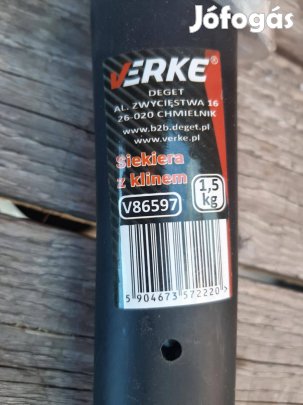 Jófogás
VERKE®
DEGET
AL. ZWYCIĘSTWA 16
26-020 CHMIELNIK
www.b2b.deget.pl
www.verke.pl
Siekiera
z klinem
V86597
1,5
kg
5 904673 572220 >